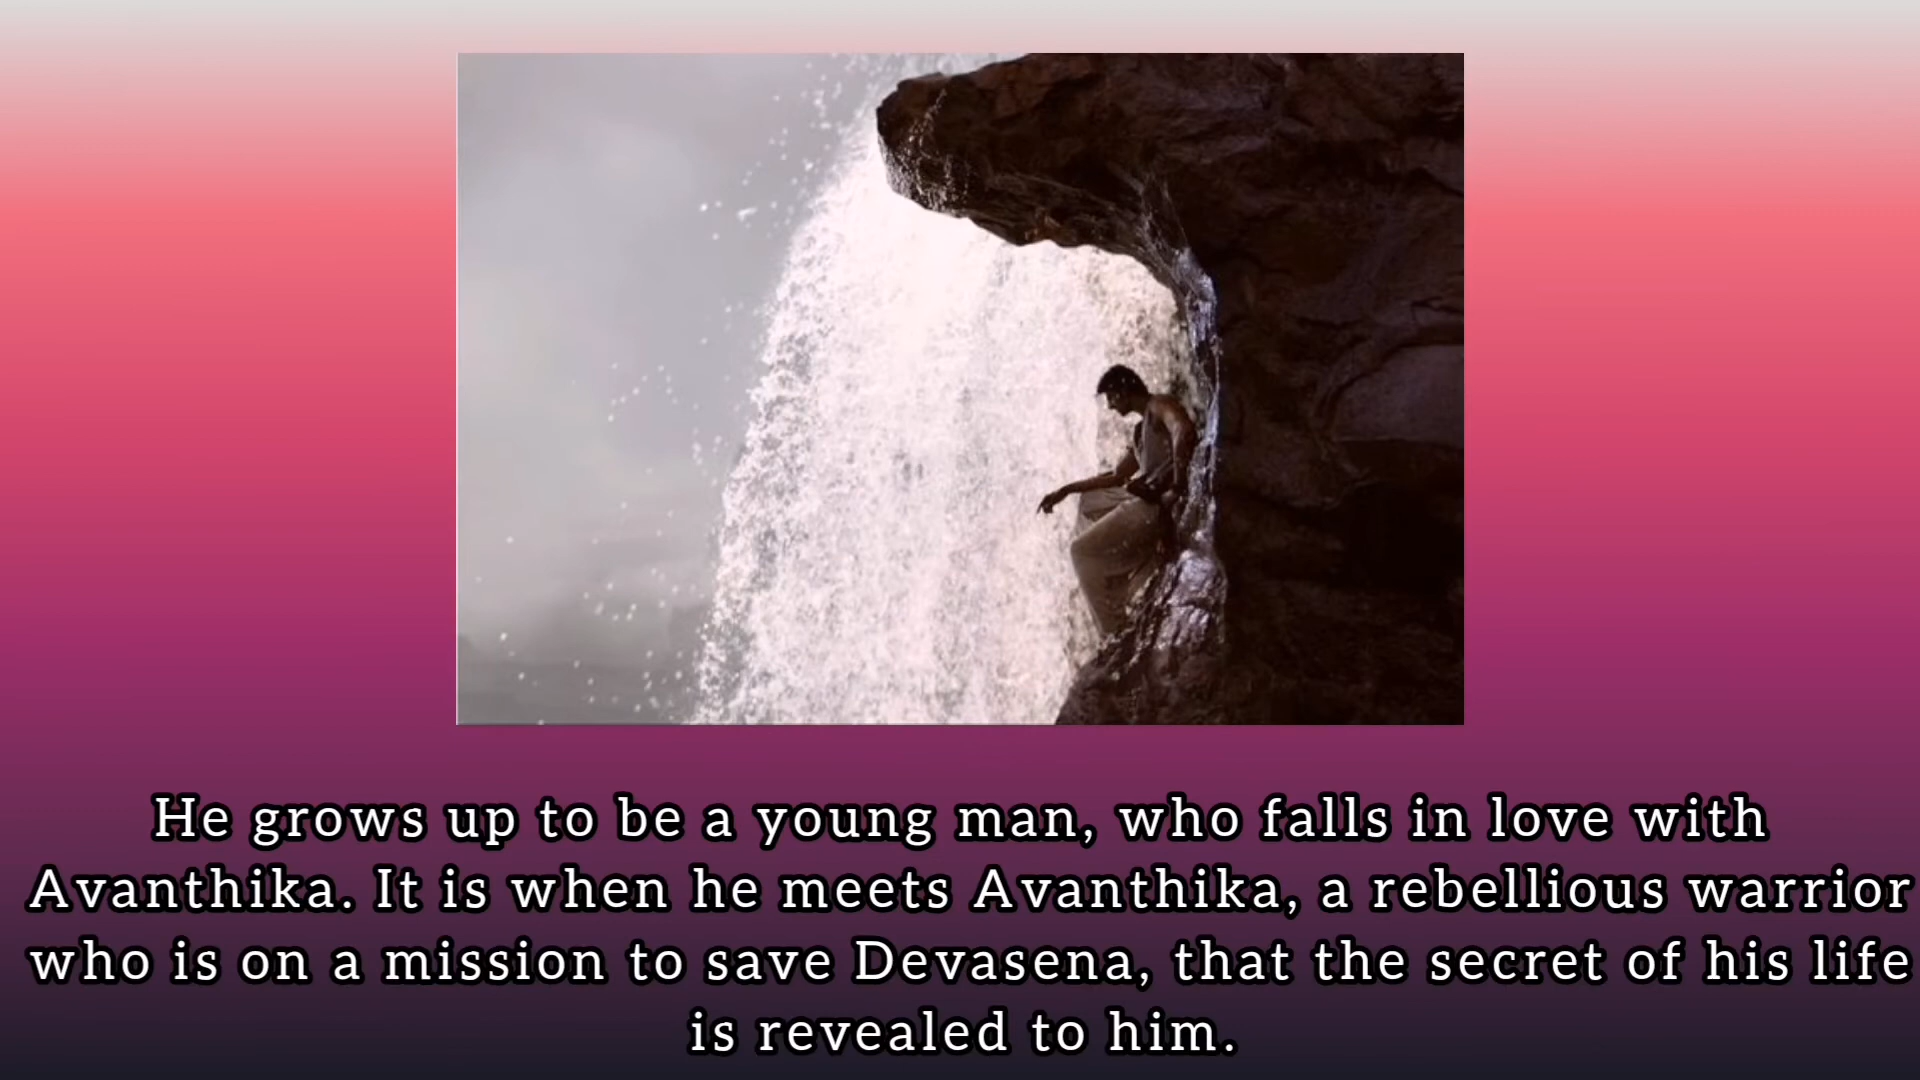 He grows up to be a young man, who falls in love with
Avanthika. It is when he meets Avanthika, a rebellious warrior
who is on a mission to save Devasena, that the secret of his life
is revealed to him.